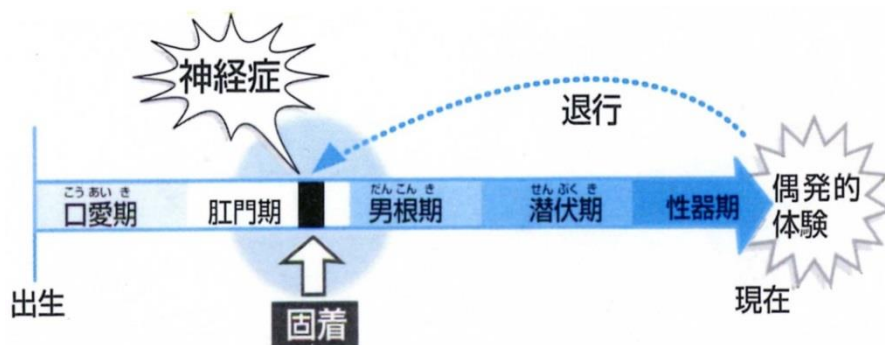 神経症
退行
こうあいき
口愛期
肛門期
だんこんき
男根期
せんぷくき
潜伏期
性器期
偶発的
体験
出生
固着
現在